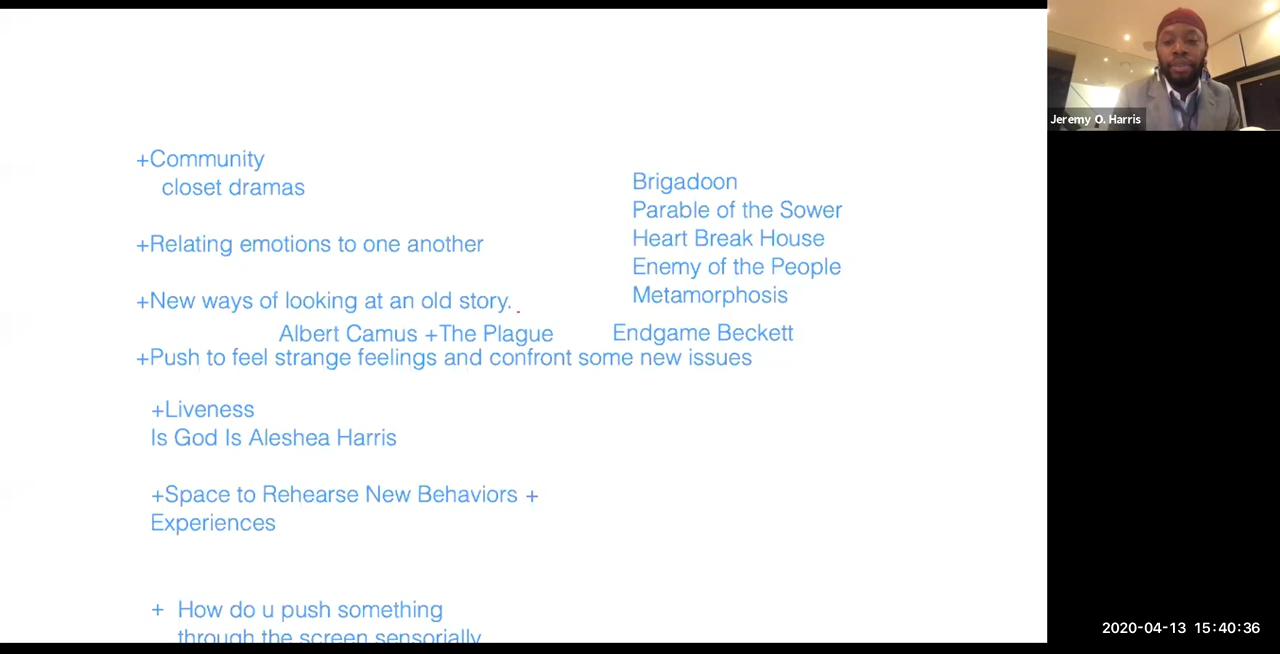 +Community
closet dramas
+Relating emotions to one another
+New ways of looking at an old story.
Brigadoon
Parable of the Sower
Heart Break House
Enemy of the People
Metamorphosis
Albert Camus +The Plague
Endgame Beckett
+Push to feel strange feelings and confront some new issues
+Liveness
Is God Is Aleshea Harris
+Space to Rehearse New Behaviors +
Experiences
+ How do u push something
through the screen sensorially
Jeremy O. Harris
2020-04-13 15:40:36